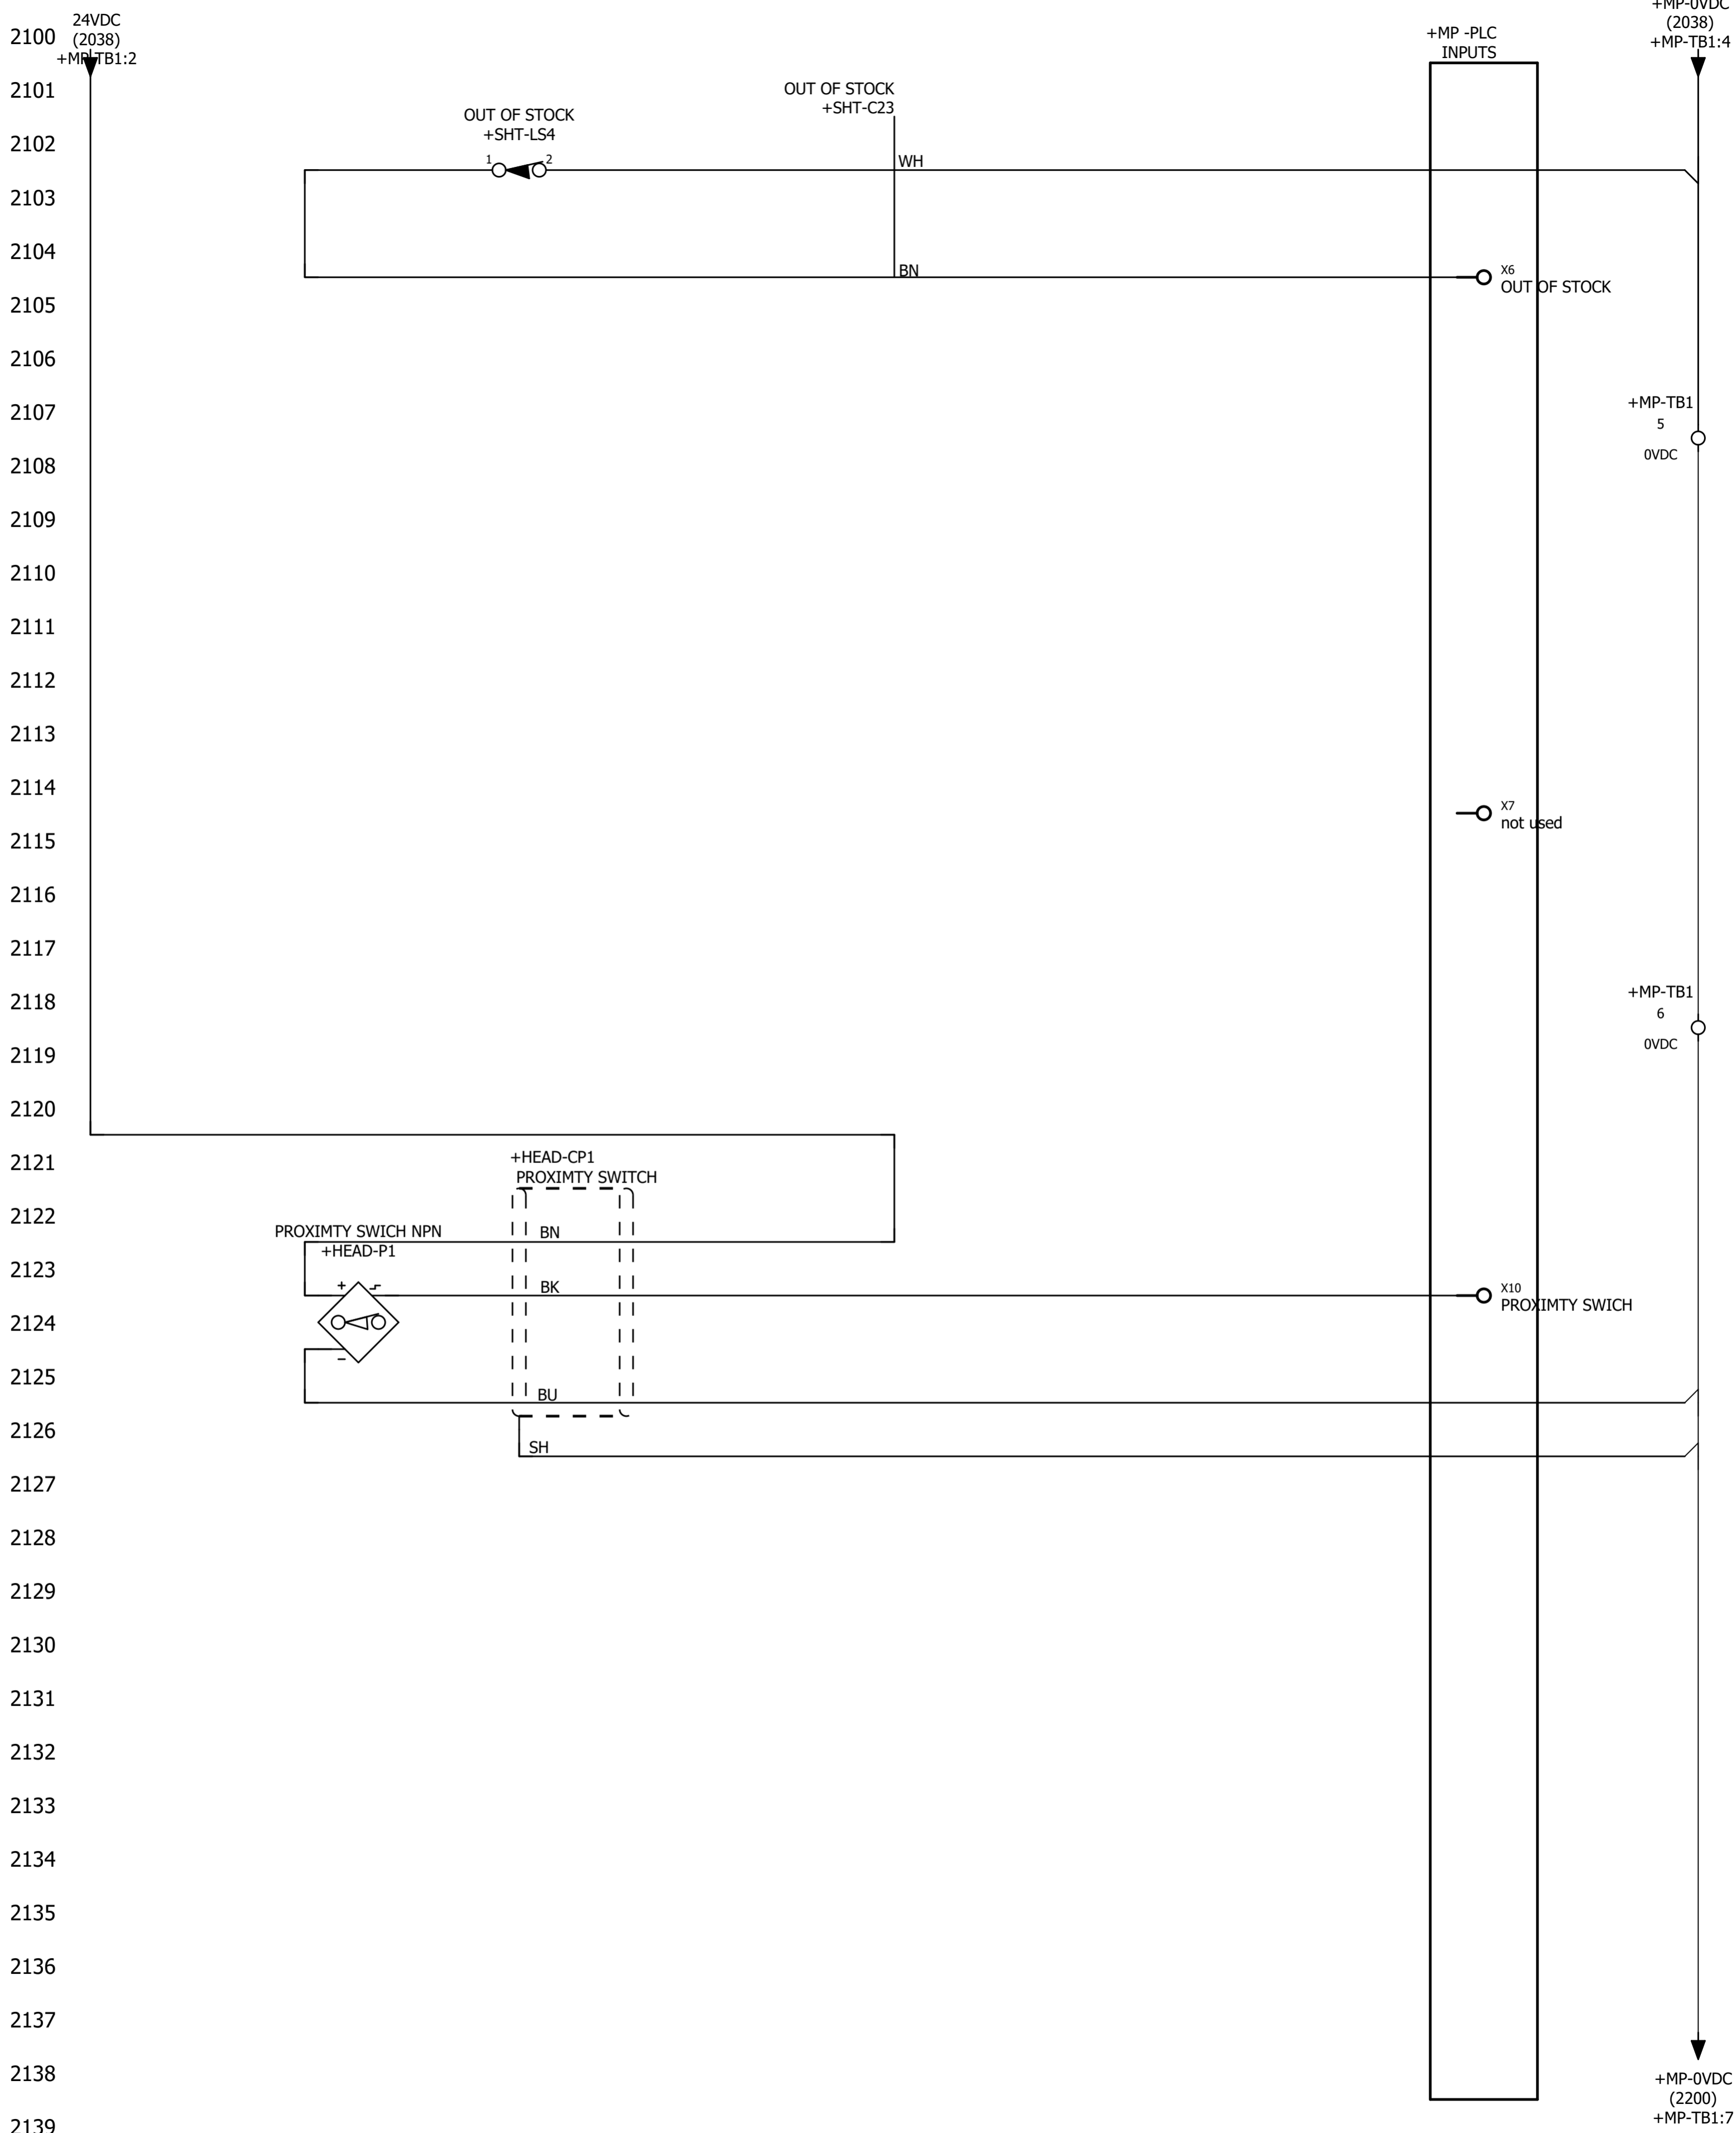 +MP-0VDC
24VDC
(2038)
2100
(2038)
+MP -PLC
+MP-TB1:4
INPUTS
+MP-TB1:2
2101
OUT OF STOCK
+SHT-C23
OUT OF STOCK
+SHT-LS4
2102
1
2
WH
2103
2104
BN
X6
OUT OF STOCK
2105
2106
2107
+MP-TB1
5
0VDC
2108
2109
2110
2111
2112
2113
2114
X7
not used
2115
2116
2117
2118
+MP-TB1
6
0VDC
2119
2120
2121
+HEAD-CP1
PROXIMTY SWITCH
2122
PROXIMTY SWICH NPN
BN
+HEAD-P1
2123
+
BK
X10
PROXIMTY SWICH
2124
–
2125
BU
2126
SH
2127
2128
2129
2130
2131
2132
2133
2134
2135
2136
2137
2138
+MP-0VDC
(2200)
+MP-TB1:7
2139